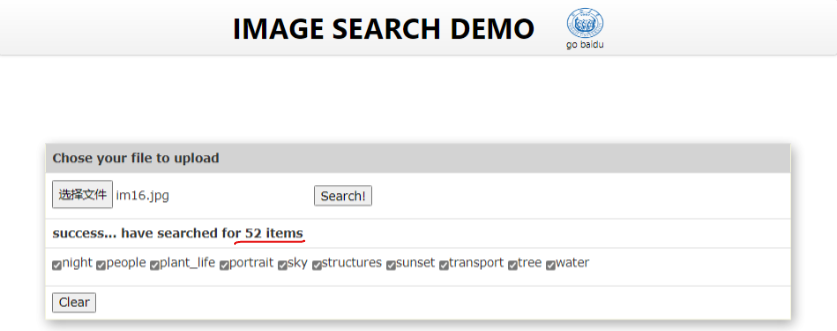 IMAGE SEARCH DEMO
go baidu
Chose your file to upload
选择文件 im16.jpg Search!
success... have searched for 52 items
night people plant_life portrait sky structures sunset transport tree water
Clear